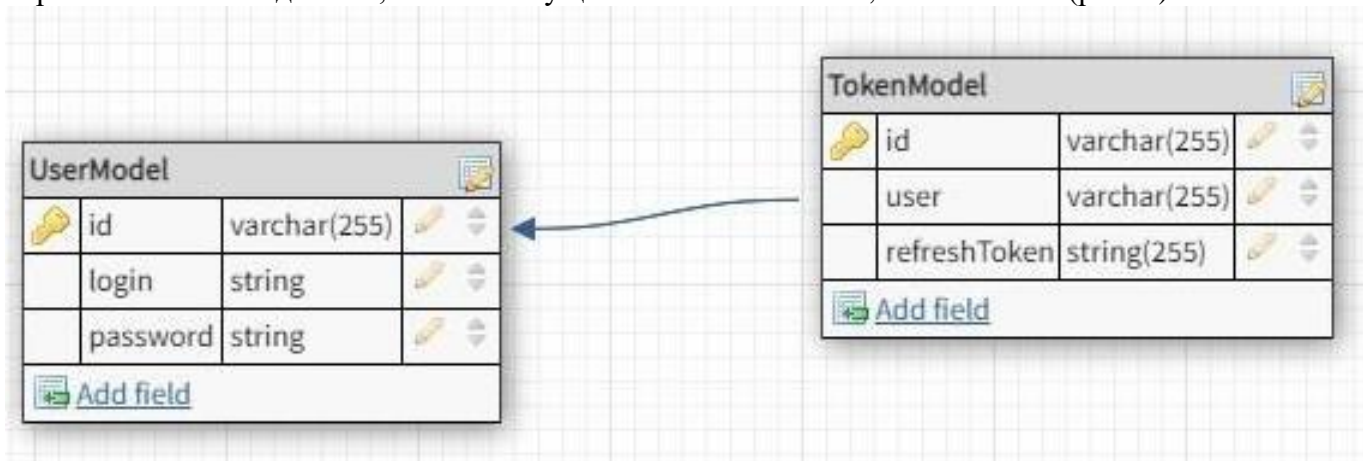 TokenModel
id varchar(255)
user varchar(255)
refreshToken string(255)
Add field
UserModel
id varchar(255)
login string
password string
Add field